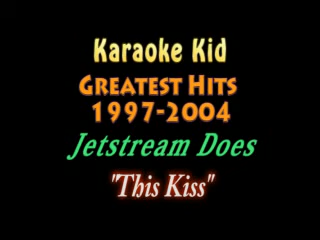 Karaoke Kid
GREATEST HITS
1997-2004
Jetstream Does
"This Kiss"